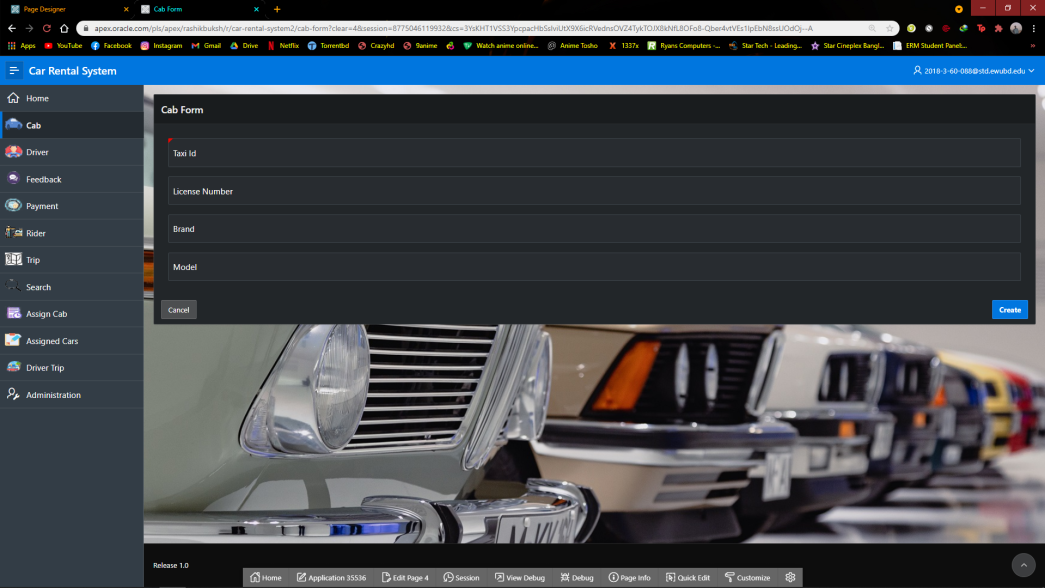 Page Designer
Cab Form
apex.oracle.com/pls/apex/rashikbuksh/r/car-rental-system2/cab-form?clear=4&session=8775046119932&cs=
Apps YouTube Facebook Instagram M Gmail Drive N Netflix Torrentbd Crazyhd 9anime Watch anime online... Anime Tosho X 1337x R Ryans Computers -... Star Tech - Leading... Star Cineplex Bangl... ERM Student Panel:... »
Car Rental System
2018-3-60-088@std.ewubd.edu
Home
Cab
Driver
Feedback
Payment
Rider
Trip
Search
Assign Cab
Assigned Cars
Driver Trip
Administration
Cab Form
Taxi Id
License Number
Brand
Model
Cancel
Create
Release 1.0
Home Application 35536 Edit Page 4 Session View Debug Debug Page Info Quick Edit Customize